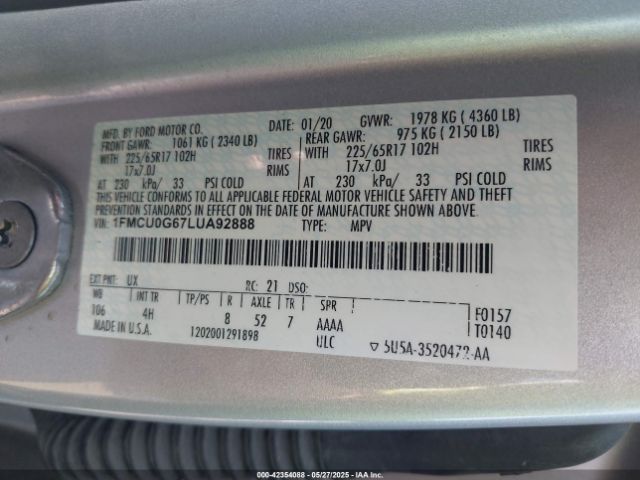 MFD. BY FORD MOTOR CO.
DATE: 01/20 GVWR: 1978 KG ( 4360 LB)
FRONT GAWR: 1061 KG ( 2340 LB)
REAR GAWR: 975 KG ( 2150 LB)
WITH 225/65R17 102H TIRES
17x7.0J RIMS
AT 230 kPa/ 33 PSI COLD
WITH 225/65R17 102H TIRES
17x7.0J RIMS
AT 230 kPa/ 33 PSI COLD
THIS VEHICLE CONFORMS TO ALL APPLICABLE FEDERAL MOTOR VEHICLE SAFETY AND THEFT
PREVENTION STANDARDS IN EFFECT ON THE DATE OF MANUFACTURE SHOWN ABOVE.
VIN: 1FMCU0G67LUA92888 TYPE: MPV
EXT PNT: UX RC: 21 DSO:
WB INT TR TP/PS R AXLE TR SPR
106 4H 8 52 7 AAAA F0157
MADE IN U.S.A. 1202001291898 ULC T0140
▽ 5U5A-3520472-AA
000-42354088 - 05/27/2025 - IAA, Inc.